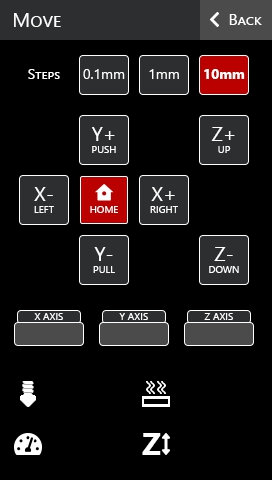 Move
Back
Steps
0.1mm
1mm
10mm
Y+
PUSH
Z+
UP
X-
LEFT
HOME
X+
RIGHT
Y-
PULL
Z-
DOWN
X AXIS
Y AXIS
Z AXIS
Z